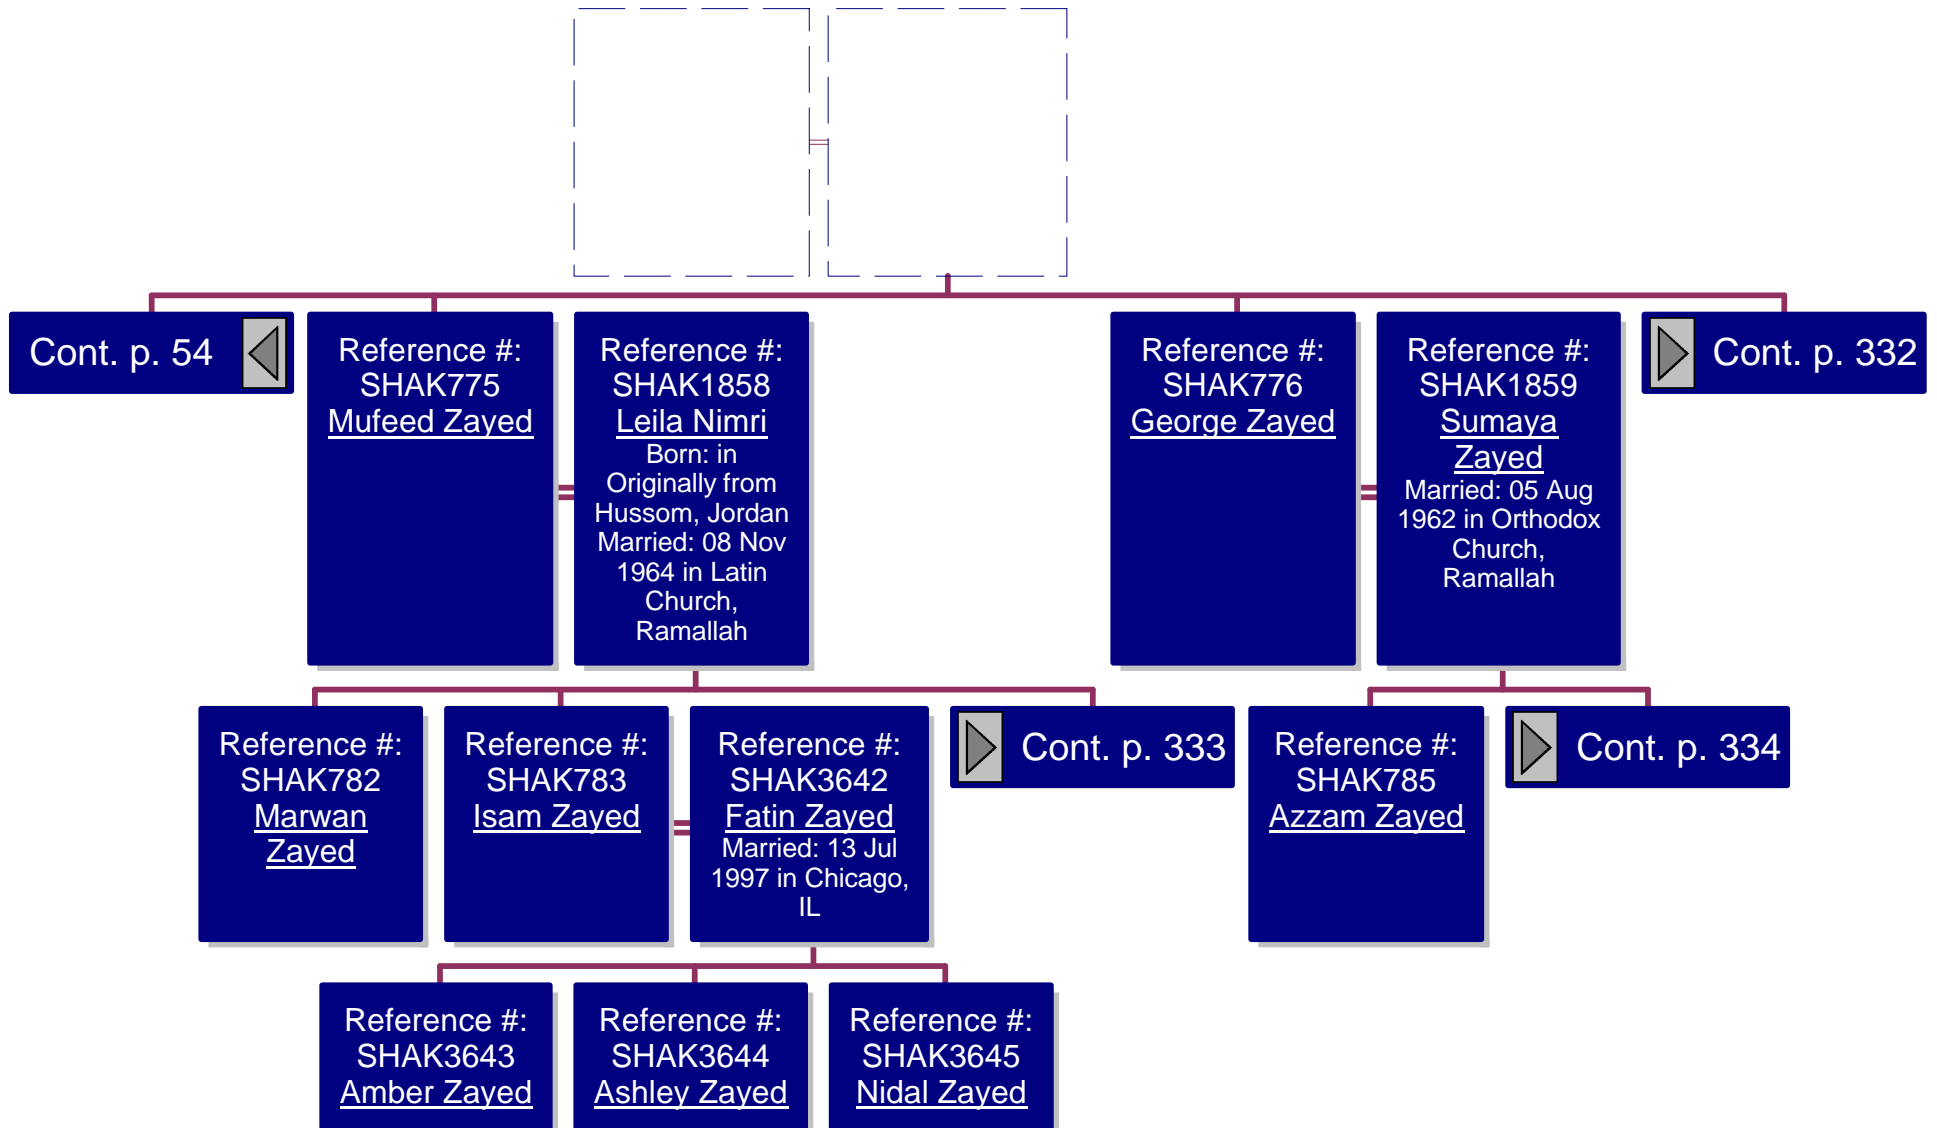 Cont. p. 54
Reference #:
SHAK775
Mufeed Zayed
Reference #:
SHAK1858
Leila Nimri
Born: in
Originally from
Hussom, Jordan
Married: 08 Nov
1964 in Latin
Church,
Ramallah
Reference #:
SHAK776
George Zayed
Reference #:
SHAK1859
Sumaya
Zayed
Married: 05 Aug
1962 in Orthodox
Church,
Ramallah
Cont. p. 332
Reference #:
SHAK782
Marwan
Zayed
Reference #:
SHAK783
Isam Zayed
Reference #:
SHAK3642
Fatin Zayed
Married: 13 Jul
1997 in Chicago,
IL
Cont. p. 333
Reference #:
SHAK785
Azzam Zayed
Cont. p. 334
Reference #:
SHAK3643
Amber Zayed
Reference #:
SHAK3644
Ashley Zayed
Reference #:
SHAK3645
Nidal Zayed